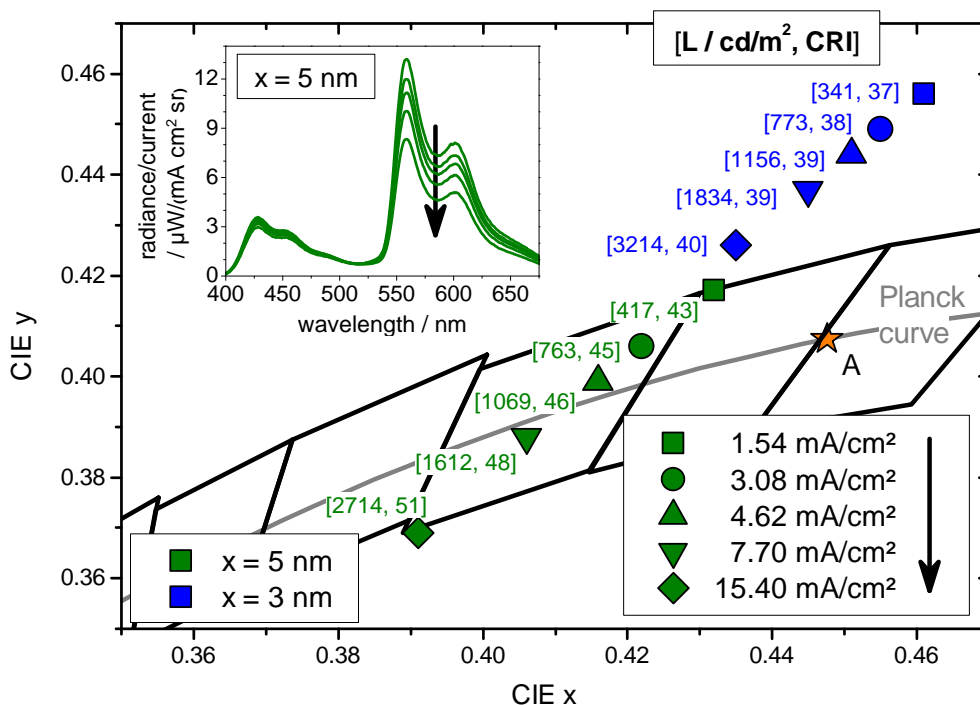 [L / cd/m², CRI]
x = 5 nm
12
9
6
3
0
400
450
500
550
600
650
radiance/current
/ µW/(mA cm² sr)
wavelength / nm
[341, 37]
[773, 38]
[1156, 39]
[1834, 39]
[3214, 40]
[417, 43]
[763, 45]
[1069, 46]
[1612, 48]
[2714, 51]
Planck
curve
A
1.54 mA/cm²
3.08 mA/cm²
4.62 mA/cm²
7.70 mA/cm²
15.40 mA/cm²
x = 5 nm
x = 3 nm
0.46
0.44
0.42
0.40
0.38
0.36
CIE y
0.36
0.38
0.40
0.42
0.44
0.46
CIE x